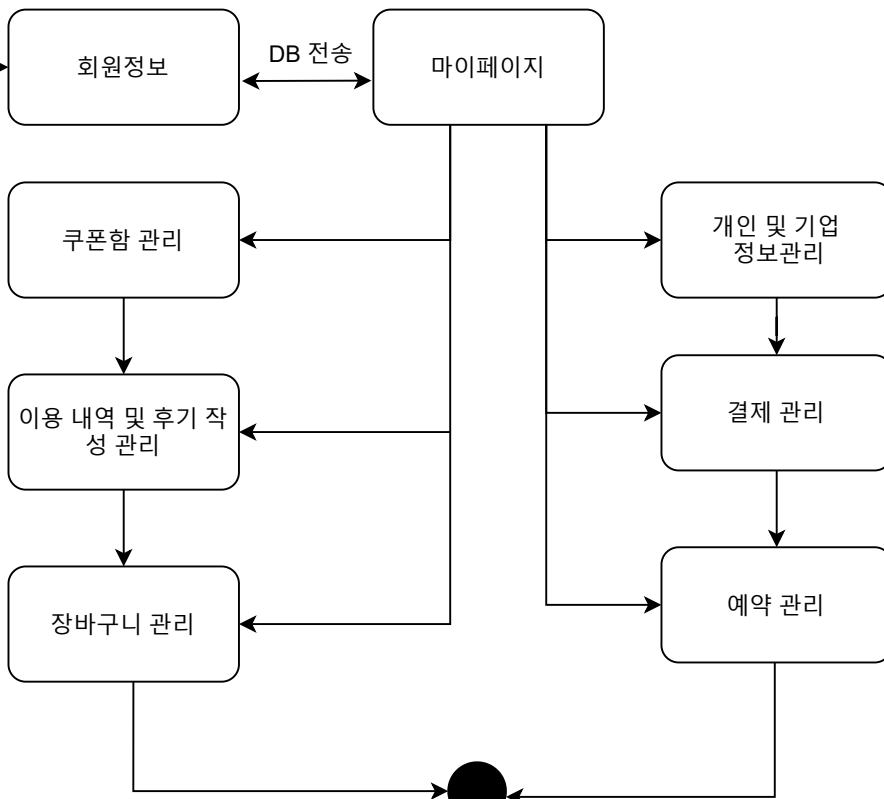 회원정보
DB 전송
마이페이지
쿠폰함 관리
개인 및 기업
정보관리
이용 내역 및 후기 작
성 관리
결제 관리
장바구니 관리
예약 관리